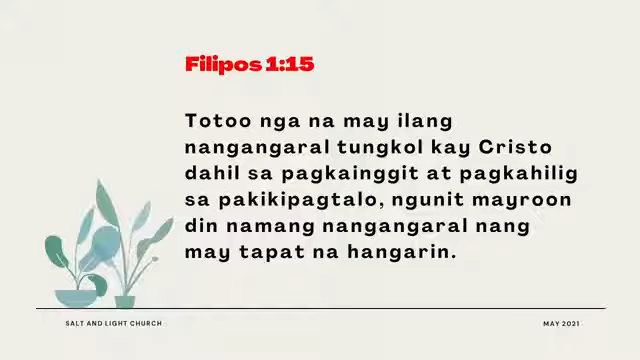 Filipos 1:15
Totoo nga na may ilang
nangangaral tungkol kay Cristo
dahil sa pagkainggit at pagkahilig
sa pakikipagtalo, ngunit mayroon
din namang nangangaral nang
may tapat na hangarin.
SALT AND LIGHT CHURCH
MAY 2021